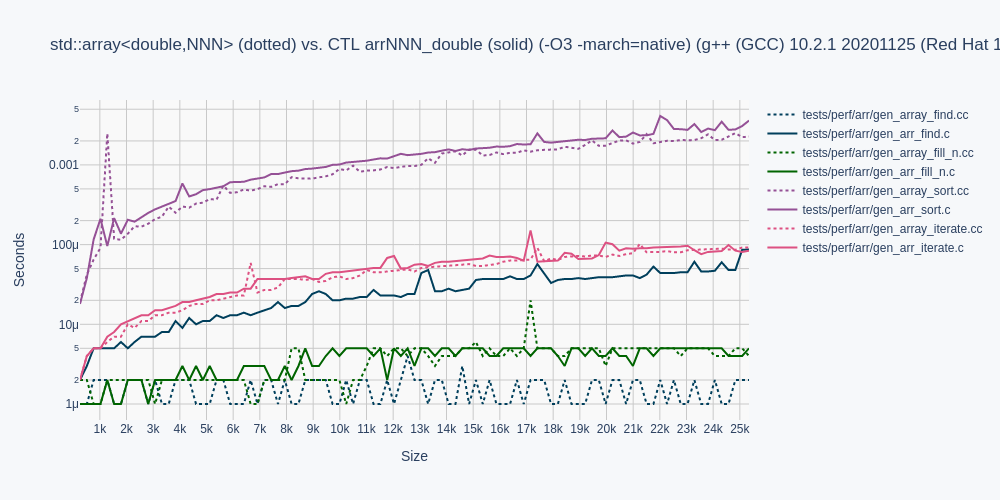 std::array<double,NNN> (dotted) vs. CTL arrNNN_double (solid) (-O3 -march=native) (g++ (GCC) 10.2.1 20201125 (Red Hat 1
5
2
0.001
5
2
100μ
5
2
10μ
5
2
1μ
Seconds
1k 2k 3k 4k 5k 6k 7k 8k 9k 10k 11k 12k 13k 14k 15k 16k 17k 18k 19k 20k 21k 22k 23k 24k 25k
Size
tests/perf/arr/gen_array_find.cc
tests/perf/arr/gen_arr_find.c
tests/perf/arr/gen_array_fill_n.cc
tests/perf/arr/gen_arr_fill_n.c
tests/perf/arr/gen_array_sort.cc
tests/perf/arr/gen_arr_sort.c
tests/perf/arr/gen_array_iterate.cc
tests/perf/arr/gen_arr_iterate.c